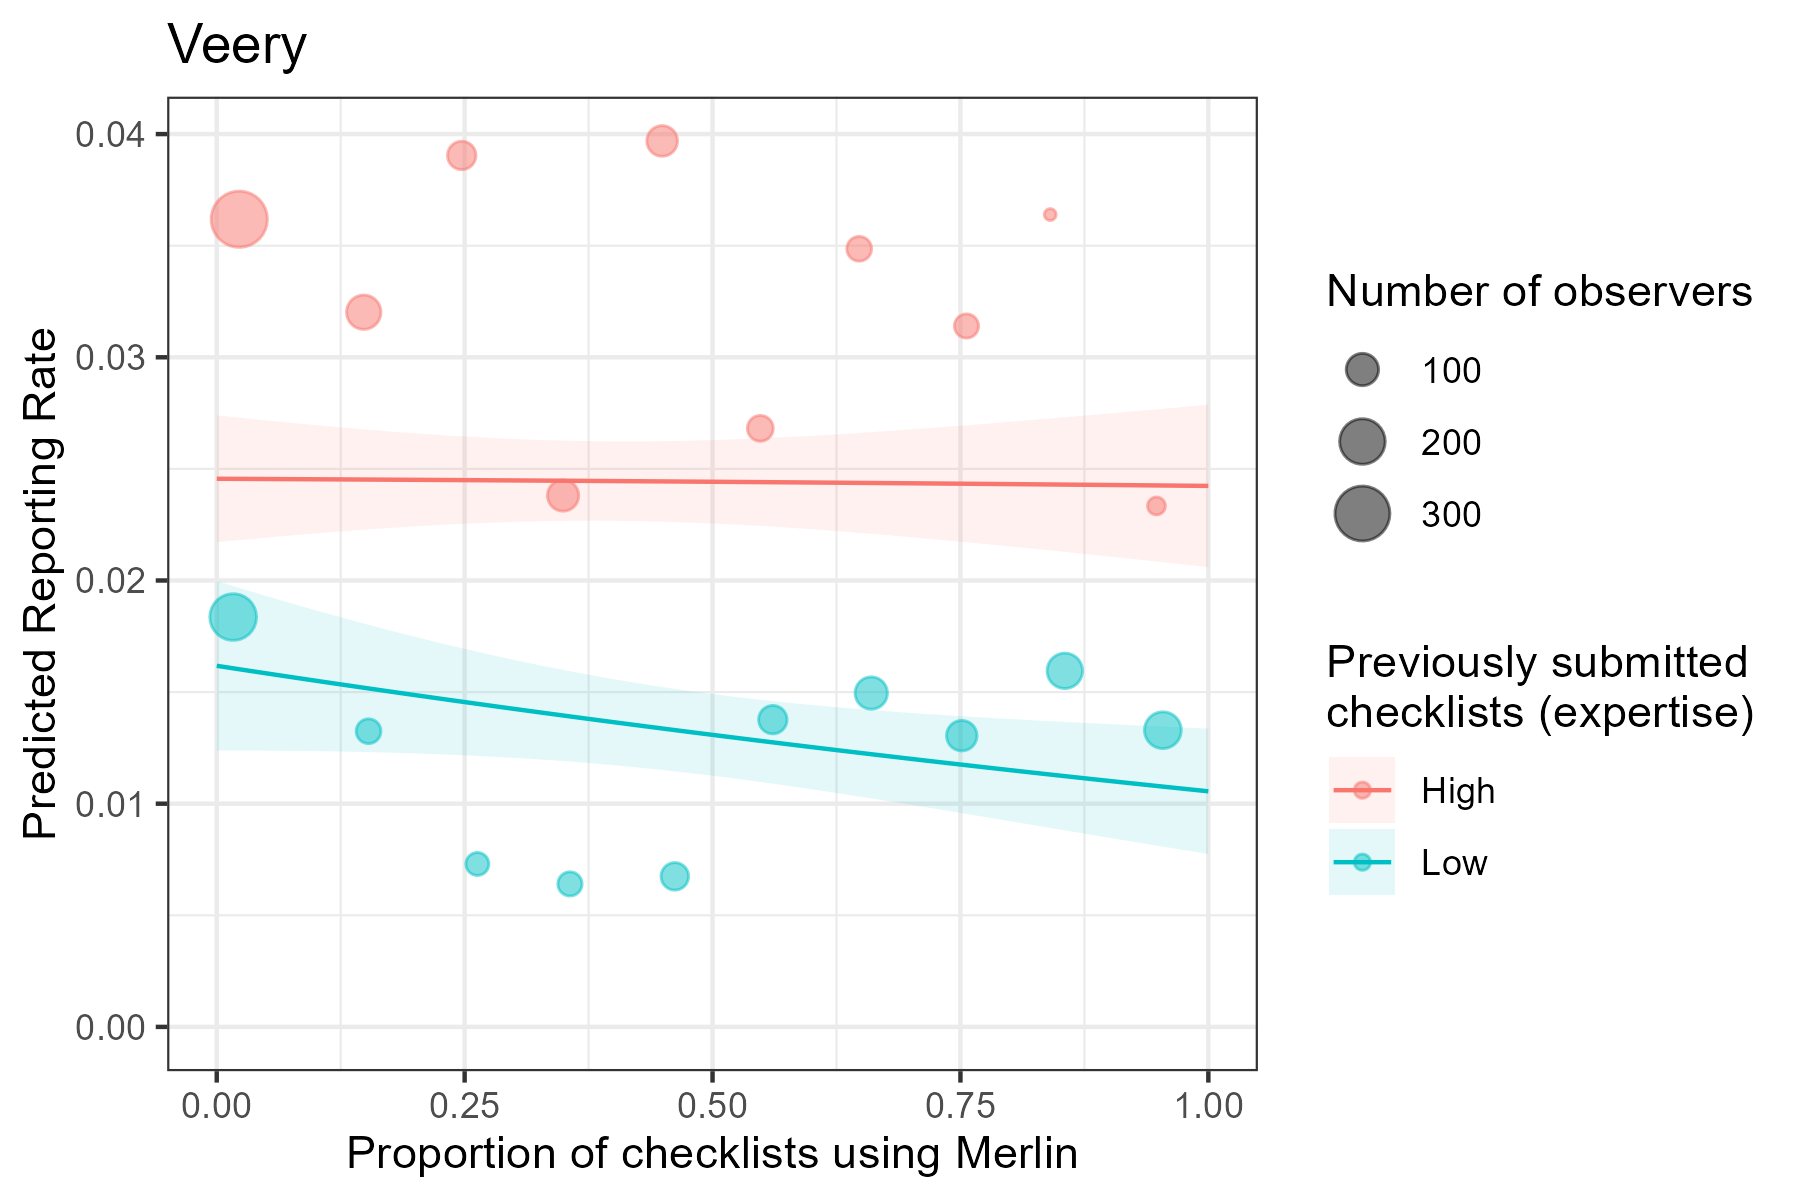 Veery
Predicted Reporting Rate
0.04
0.03
0.02
0.01
0.00
0.00 0.25 0.50 0.75 1.00
Proportion of checklists using Merlin
Number of observers
100
200
300
Previously submitted
checklists (expertise)
High
Low